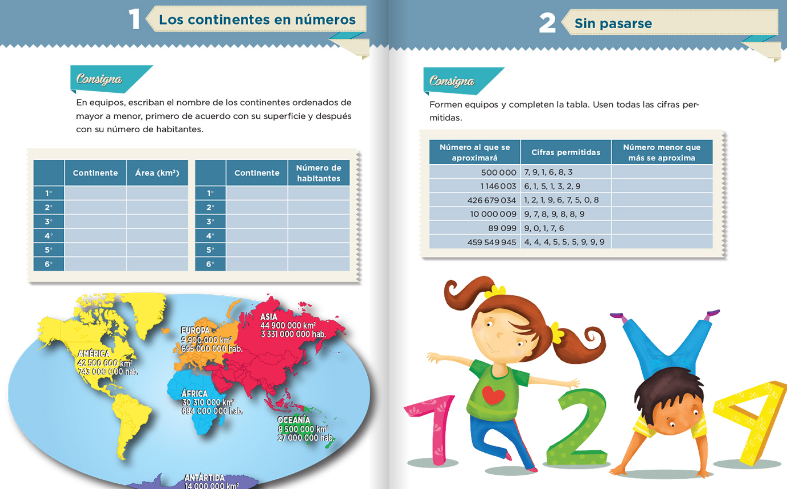 1 Los continentes en números
Consigna
En equipos, escriban el nombre de los continentes ordenados de
mayor a menor, primero de acuerdo con su superficie y después
con su número de habitantes.
Continente Área (km²)
1°
2°
3°
4°
5°
6°
Continente Número de
habitantes
1°
2°
3°
4°
5°
6°
ASIA
44 900 000 km²
3 331 000 000 hab.
EUROPA
9 900 000 km²
695 000 000 hab.
AMÉRICA
42 500 000 km²
743 000 000 hab.
ÁFRICA
30 310 000 km²
684 000 000 hab.
OCEANÍA
8 500 000 km²
27 000 000 hab.
ANTÁRTIDA
14 000 000 km²
2 Sin pasarse
Consigna
Formen equipos y completen la tabla. Usen todas las cifras per-
mitidas.
Número al que se
aproximará
Cifras permitidas
Número menor que
más se aproxima
500 000 7, 9, 1, 6, 8, 3
1 146 003 6, 1, 5, 1, 3, 2, 9
426 679 034 1, 2, 1, 9, 6, 7, 5, 0, 8
10 000 009 9, 7, 8, 9, 8, 8, 9
89 099 9, 0, 1, 7, 6
459 549 945 4, 4, 4, 5, 5, 5, 9, 9, 9
7 2 4